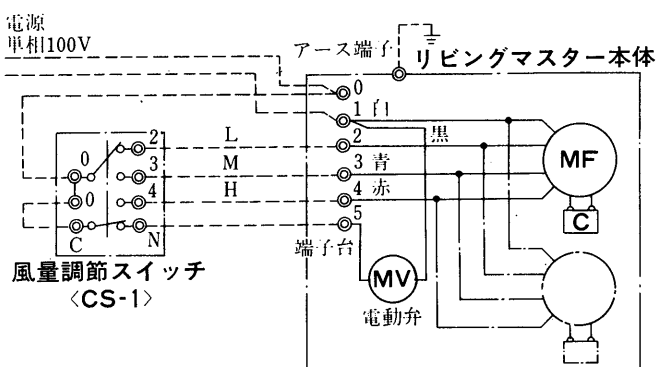 電源
単相100V
アース端子
リビングマスター本体
0
1 白
2
黒
3 青
4 赤
5
端子台
L
M
H
0
0
C
2
3
4
N
風量調節スイッチ
〈CS-1〉
MV
電動弁
MF
C